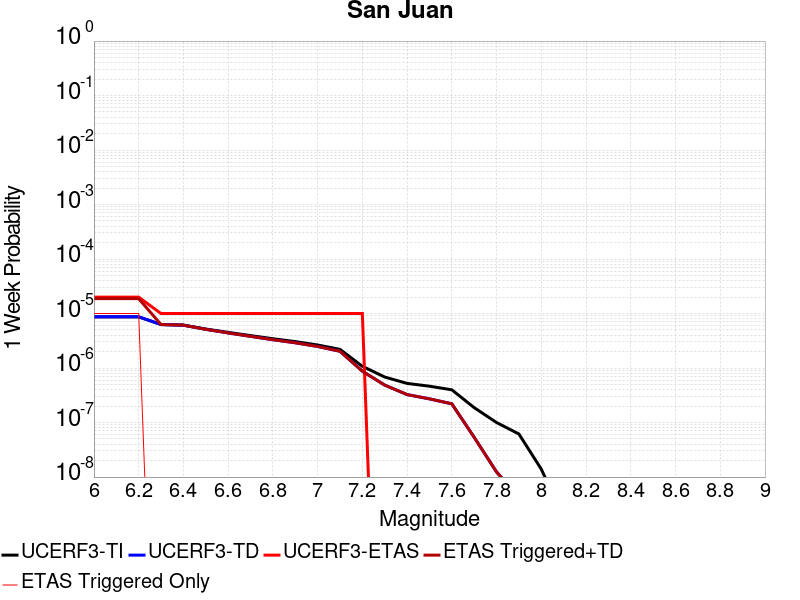 San Juan
10^0
10^-1
10^-2
10^-3
10^-4
10^-5
10^-6
10^-7
10^-8
1 Week Probability
6 6.2 6.4 6.6 6.8 7 7.2 7.4 7.6 7.8 8 8.2 8.4 8.6 8.8 9
Magnitude
UCERF3-TI UCERF3-TD UCERF3-ETAS ETAS Triggered+TD
ETAS Triggered Only